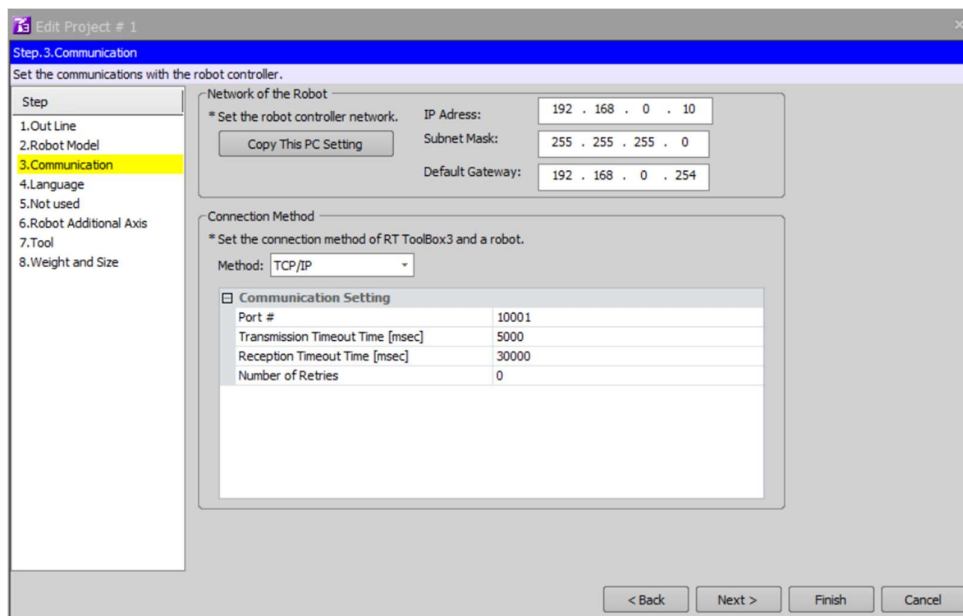 Edit Project # 1
Step.3.Communication
Set the communications with the robot controller.
Step
1.Out Line
2.Robot Model
3.Communication
4.Language
5.Not used
6.Robot Additional Axis
7.Tool
8.Weight and Size
Network of the Robot
* Set the robot controller network.
Copy This PC Setting
IP Adress: 192 . 168 . 0 . 10
Subnet Mask: 255 . 255 . 255 . 0
Default Gateway: 192 . 168 . 0 . 254
Connection Method
* Set the connection method of RT ToolBox3 and a robot.
Method: TCP/IP
Communication Setting
Port # 10001
Transmission Timeout Time [msec] 5000
Reception Timeout Time [msec] 30000
Number of Retries 0
< Back Next > Finish Cancel